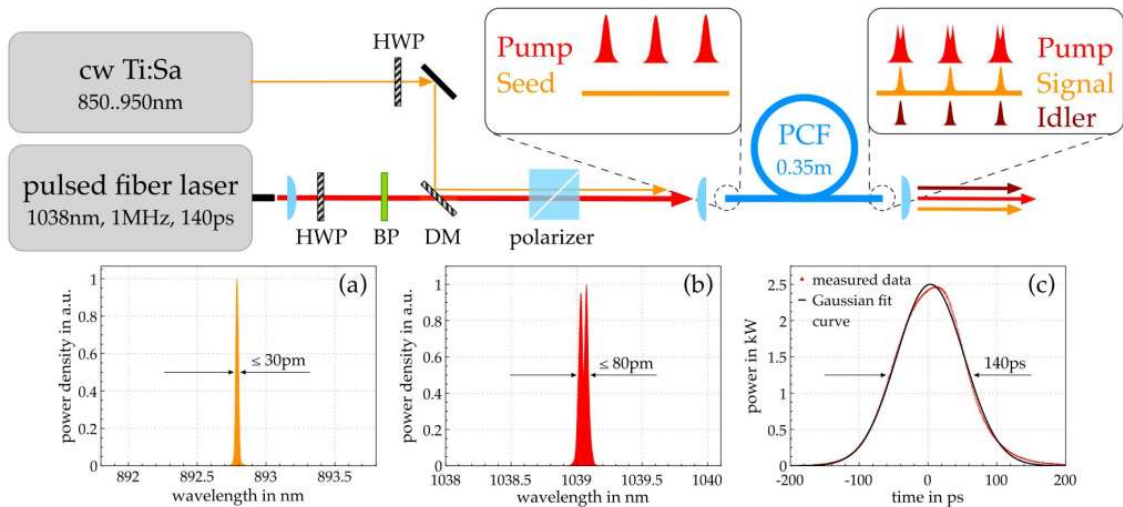 cw Ti:Sa
850..950nm
HWP
Pump
Seed
PCF
0.35m
Pump
Signal
Idler
pulsed fiber laser
1038nm, 1MHz, 140ps
HWP
BP
DM
polarizer
(a)
power density in a.u.
1
0.8
0.6
0.4
0.2
0
≤ 30pm
892
892.5
893
893.5
wavelength in nm
(b)
power density in a.u.
1
0.8
0.6
0.4
0.2
0
≤ 80pm
1038
1038.5
1039
1039.5
1040
wavelength in nm
(c)
measured data
Gaussian fit
curve
power in kW
2.5
2
1.5
1
0.5
0
140ps
-200
-100
0
100
200
time in ps